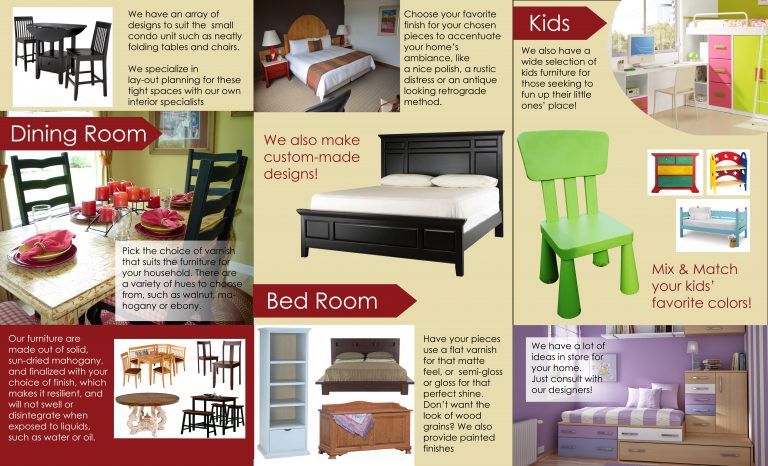 We have an array of
designs to suit the small
condo unit such as neatly
folding tables and chairs.
We specialize in
lay-out planning for these
tight spaces with our own
interior specialists
Dining Room
Pick the choice of varnish
that suits the furniture for
your household. There are
a variety of hues to choose
from, such as walnut, ma-
hogany or ebony.
Our furniture are
made out of solid,
sun-dried mahogany,
and finalized with your
choice of finish, which
makes it resilient, and
will not swell or
disintegrate when
exposed to liquids,
such as water or oil.
Choose your favorite
finish for your chosen
pieces to accentuate
your home's
ambiance, like
a nice polish, a rustic
distress or an antique
looking retrograde
method.
We also make
custom-made
designs!
Bed Room
Have your pieces
use a flat varnish
for that matte
feel, or semi-gloss
or gloss for that
perfect shine.
Don't want the
look of wood
grains? We also
provide painted
finishes
Kids
We also have a
wide selection of
kids furniture for
those seeking to
fun up their little
ones' place!
Mix & Match
your kids'
favorite colors!
We have a lot of
ideas in store for
your home.
Just consult with
our designers!